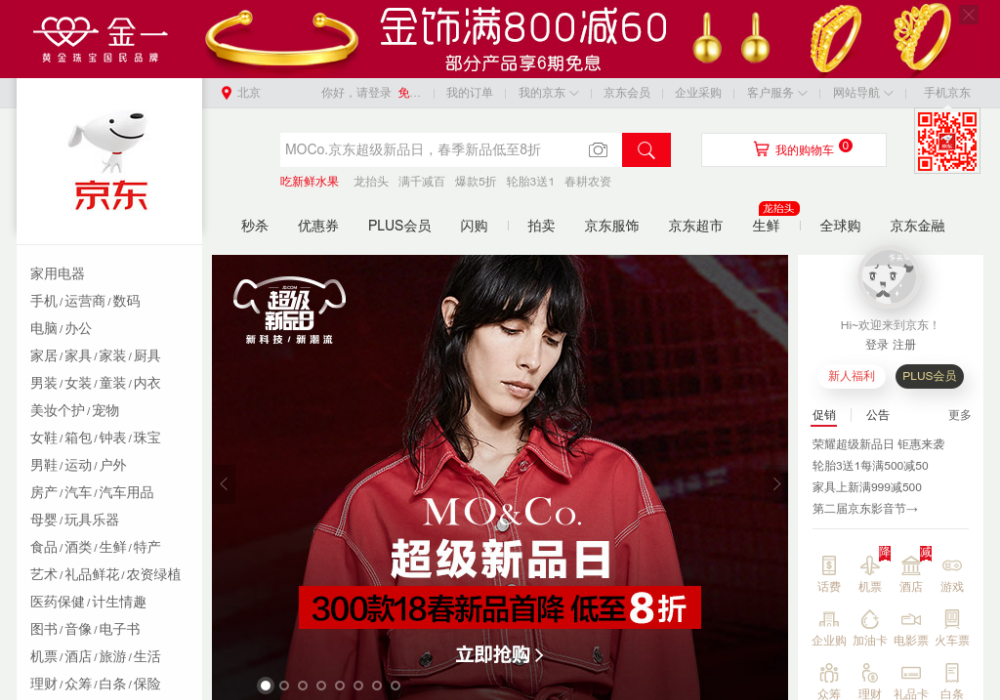 金一
黄金珠宝国民品牌
金饰满800减60
部分产品享6期免息
北京
你好，请登录 免…
我的订单
我的京东
京东会员
企业采购
客户服务
网站导航
手机京东
京东
MOCo.京东超级新品日，春季新品低至8折
我的购物车 0
吃新鲜水果 龙抬头 满千减百 爆款5折 轮胎3送1 春耕农资
龙抬头
秒杀 优惠券 PLUS会员 闪购 拍卖 京东服饰 京东超市 生鲜 全球购 京东金融
家用电器
手机/运营商/数码
电脑/办公
家居/家具/家装/厨具
男装/女装/童装/内衣
美妆个护/宠物
女鞋/箱包/钟表/珠宝
男鞋/运动/户外
房产/汽车/汽车用品
母婴/玩具乐器
食品/酒类/生鲜/特产
艺术/礼品鲜花/农资绿植
医药保健/计生情趣
图书/音像/电子书
机票/酒店/旅游/生活
理财/众筹/白条/保险
JD.COM
超级
新品日
新科技/新潮流
MO&Co.
超级新品日
300款18春新品首降 低至8折
立即抢购
Hi~欢迎来到京东！
登录 注册
新人福利 PLUS会员
促销 公告 更多
荣耀超级新品日 钜惠来袭
轮胎3送1每满500减50
家具上新满999减500
第二届京东影音节→
降 减
话费 机票 酒店 游戏
企业购 加油卡 电影票 火车票
众筹 理财 礼品卡 白条